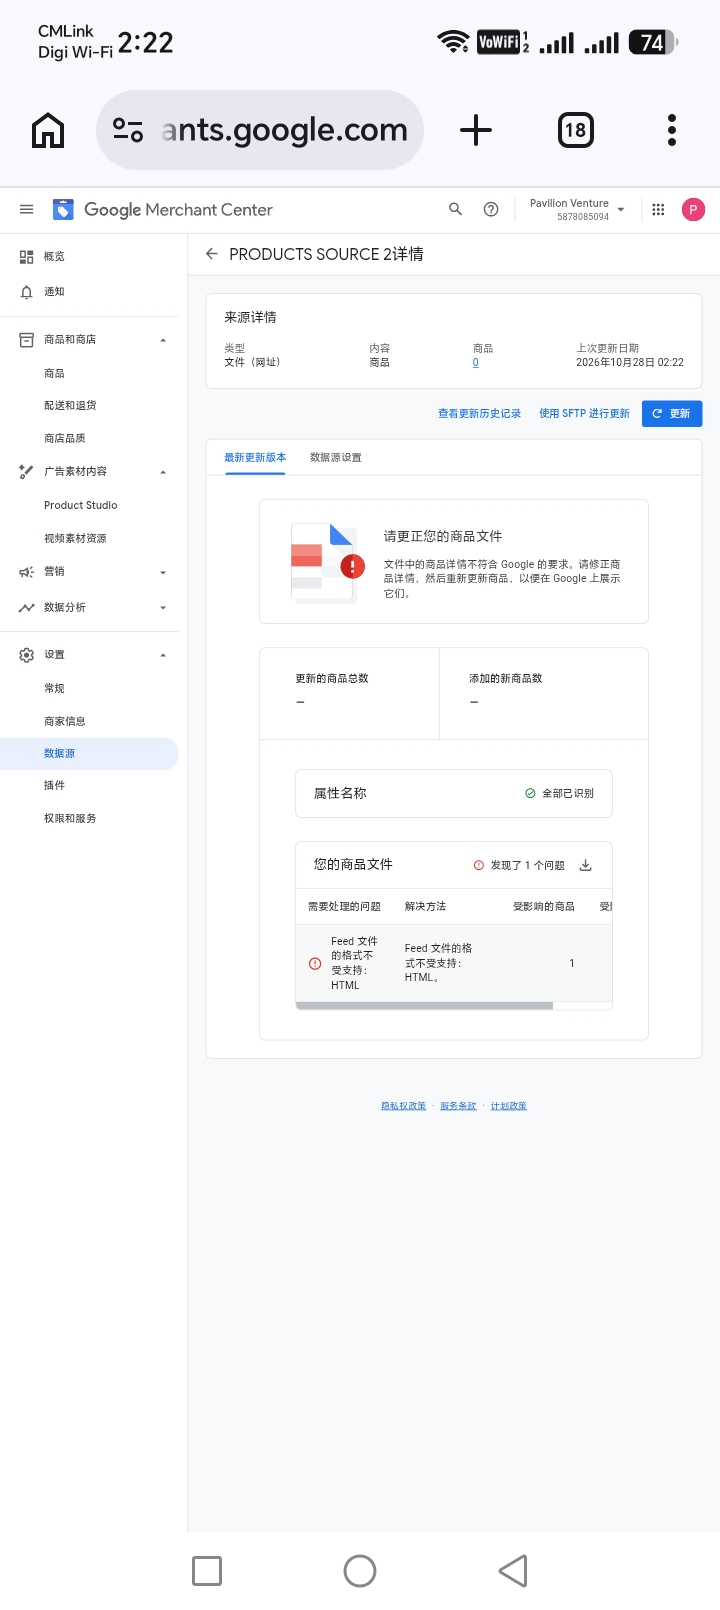 CMLink
Digi Wi-Fi
2:22
VoWiFi 1 2
74
ants.google.com
18
Google Merchant Center
Pavilion Venture
5878085094
P
概览
通知
商品和商店
商品
配送和退货
商店品质
广告素材内容
Product Studio
视频素材资源
营销
数据分析
设置
常规
商家信息
数据源
插件
权限和服务
PRODUCTS SOURCE 2详情
来源详情
类型
文件（网址）
内容
商品
商品
0
上次更新日期
2026年10月28日 02:22
查看更新历史记录
使用 SFTP 进行更新
更新
最新更新版本
数据源设置
请更正您的商品文件
文件中的商品详情不符合 Google 的要求。请修正商
品详情，然后重新更新商品，以便在 Google 上展示
它们。
更新的商品总数
–
添加的新商品数
–
属性名称
全部已识别
您的商品文件
发现了 1 个问题
需要处理的问题
解决方法
受影响的商品
受
Feed 文件
的格式不
受支持：
HTML
Feed 文件的格
式不受支持：
HTML。
1
隐私权政策 · 服务条款 · 计划政策